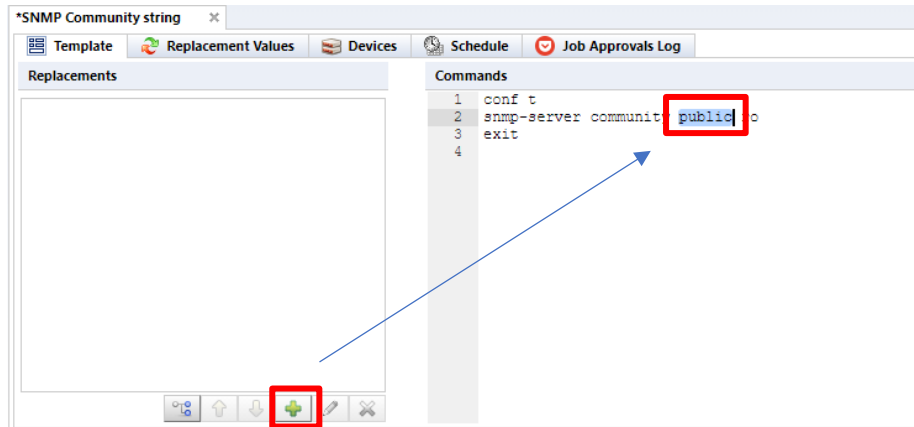 *SNMP Community string
Template Replacement Values Devices Schedule Job Approvals Log
Replacements
Commands
1 conf t
2 snmp-server community public
3 exit
4